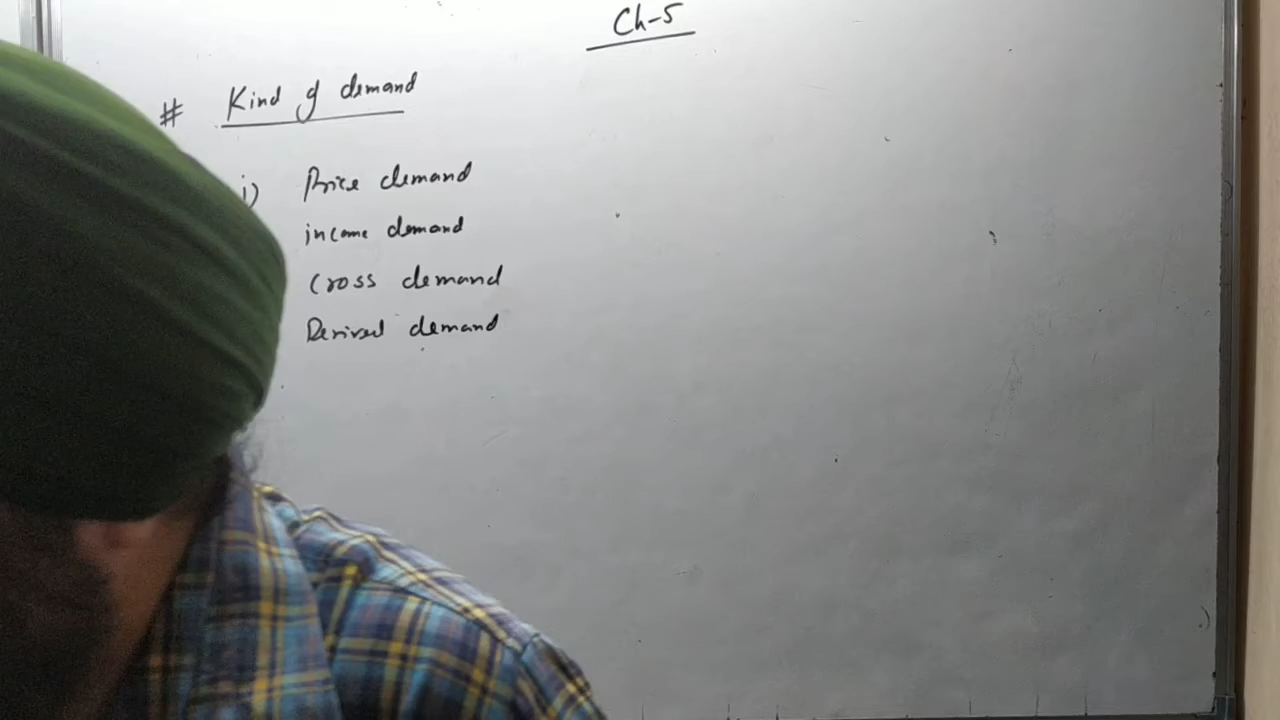 Ch-5
# Kind of demand
i) Price demand
income demand
Cross demand
Derived demand